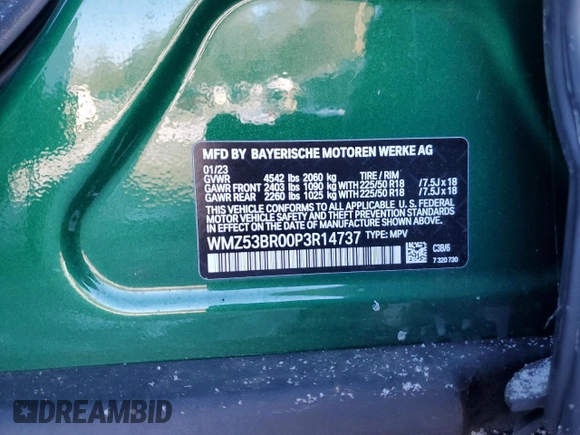 MFD BY BAYERISCHE MOTOREN WERKE AG
01/23
GVWR 4542 lbs 2060 kg TIRE / RIM
GAWR FRONT 2403 lbs 1090 kg WITH 225/50 R18 /7.5J x 18
GAWR REAR 2260 lbs 1025 kg WITH 225/50 R18 /7.5J x 18
THIS VEHICLE CONFORMS TO ALL APPLICABLE U. S. FEDERAL
MOTOR VEHICLE SAFETY AND THEFT PREVENTION STANDARDS
IN EFFECT ON THE DATE OF MANUFACTURE SHOWN ABOVE.
WMZ53BR00P3R14737 TYPE: MPV
C38/6
7 320 730
DREAMBID